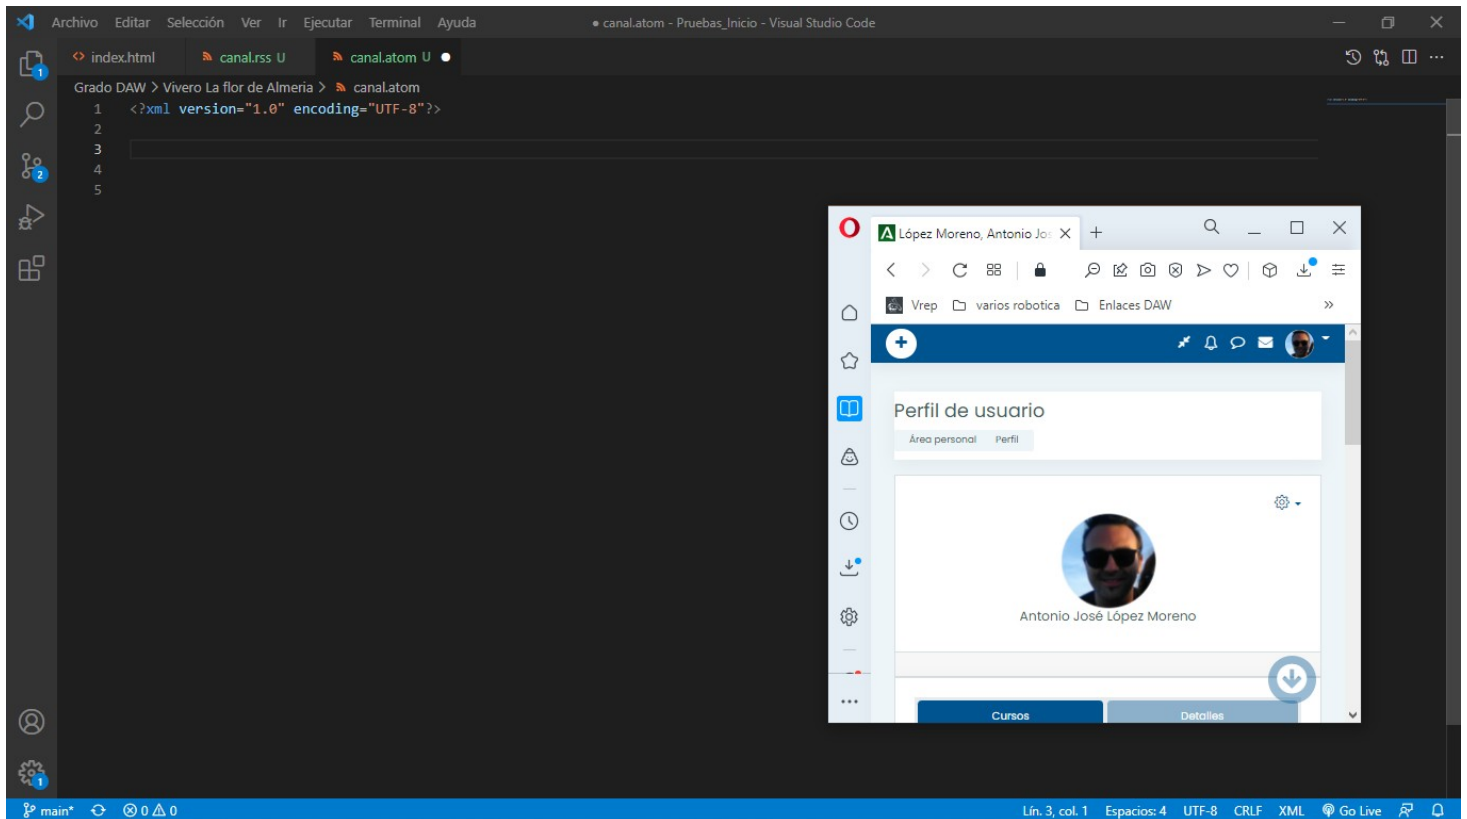 Archivo Editar Selección Ver Ir Ejecutar Terminal Ayuda
● canal.atom - Pruebas_Inicio - Visual Studio Code
index.html canal.rss U canal.atom U
Grado DAW > Vivero La flor de Almeria > canal.atom
1 <?xml version="1.0" encoding="UTF-8"?>
2
3
4
5
1
2
López Moreno, Antonio Jos
Vrep varios robotica Enlaces DAW »
Perfil de usuario
Área personal Perfil
Antonio José López Moreno
Cursos Detalles
1
main* 0 0 Lín. 3, col. 1 Espacios: 4 UTF-8 CRLF XML Go Live